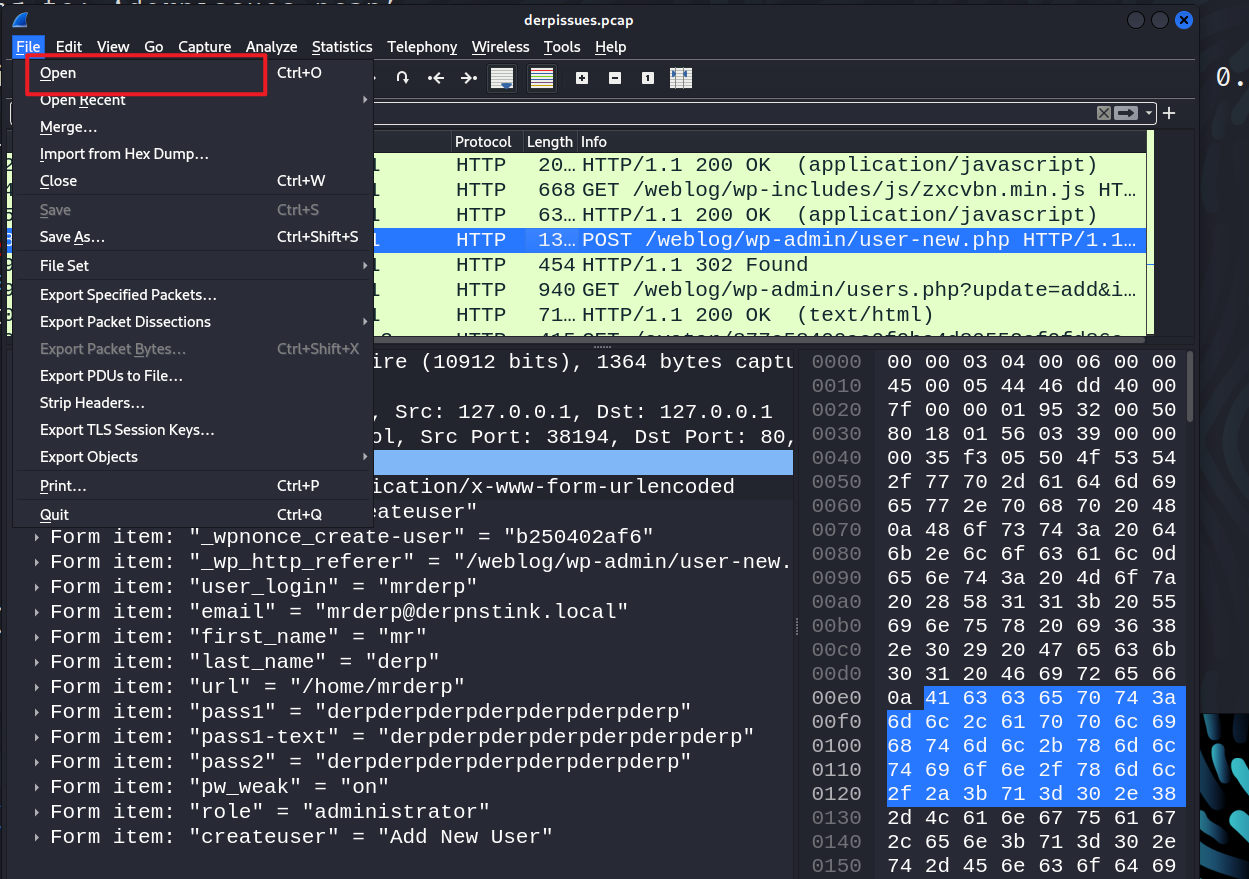 derpissues.pcap
File Edit View Go Capture Analyze Statistics Telephony Wireless Tools Help
Open Ctrl+O
Open Recent
Merge…
Import from Hex Dump…
Close Ctrl+W
Save Ctrl+S
Save As… Ctrl+Shift+S
File Set
Export Specified Packets…
Export Packet Dissections
Export Packet Bytes… Ctrl+Shift+X
Export PDUs to File…
Strip Headers…
Export TLS Session Keys…
Export Objects
Print… Ctrl+P
Quit Ctrl+Q
0.
Protocol Length Info
HTTP 20… HTTP/1.1 200 OK (application/javascript)
HTTP 668 GET /weblog/wp-includes/js/zxcvbn.min.js HT…
HTTP 63… HTTP/1.1 200 OK (application/javascript)
HTTP 13… POST /weblog/wp-admin/user-new.php HTTP/1.1…
HTTP 454 HTTP/1.1 302 Found
HTTP 940 GET /weblog/wp-admin/users.php?update=add&i…
HTTP 71… HTTP/1.1 200 OK (text/html)
ire (10912 bits), 1364 bytes captu
, Src: 127.0.0.1, Dst: 127.0.0.1
ol, Src Port: 38194, Dst Port: 80,
ication/x-www-form-urlencoded
eateuser"
Form item: "_wpnonce_create-user" = "b250402af6"
Form item: "_wp_http_referer" = "/weblog/wp-admin/user-new.
Form item: "user_login" = "mrderp"
Form item: "email" = "mrderp@derpnstink.local"
Form item: "first_name" = "mr"
Form item: "last_name" = "derp"
Form item: "url" = "/home/mrderp"
Form item: "pass1" = "derpderpderpderpderpderpderp"
Form item: "pass1-text" = "derpderpderpderpderpderpderp"
Form item: "pass2" = "derpderpderpderpderpderpderp"
Form item: "pw_weak" = "on"
Form item: "role" = "administrator"
Form item: "createuser" = "Add New User"
0000 00 00 03 04 00 06 00 00
0010 45 00 05 44 46 dd 40 00
0020 7f 00 00 01 95 32 00 50
0030 80 18 01 56 03 39 00 00
0040 00 35 f3 05 50 4f 53 54
0050 2f 77 70 2d 61 64 6d 69
0060 65 77 2e 70 68 70 20 48
0070 0a 48 6f 73 74 3a 20 64
0080 6b 2e 6c 6f 63 61 6c 0d
0090 65 6e 74 3a 20 4d 6f 7a
00a0 20 28 58 31 31 3b 20 55
00b0 69 6e 75 78 20 69 36 38
00c0 2e 30 29 20 47 65 63 6b
00d0 30 31 20 46 69 72 65 66
00e0 0a 41 63 63 65 70 74 3a
00f0 6d 6c 2c 61 70 70 6c 69
0100 68 74 6d 6c 2b 78 6d 6c
0110 74 69 6f 6e 2f 78 6d 6c
0120 2f 2a 3b 71 3d 30 2e 38
0130 2d 4c 61 6e 67 75 61 67
0140 2c 65 6e 3b 71 3d 30 2e
0150 74 2d 45 6e 63 6f 64 69